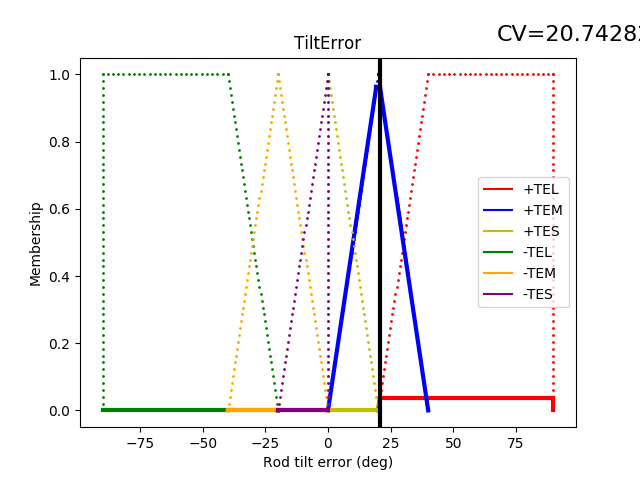 CV=20.7428
TiltError
Membership
1.0
0.8
0.6
0.4
0.2
0.0
+TEL
+TEM
+TES
-TEL
-TEM
-TES
−75
−50
−25
0
25
50
75
Rod tilt error (deg)